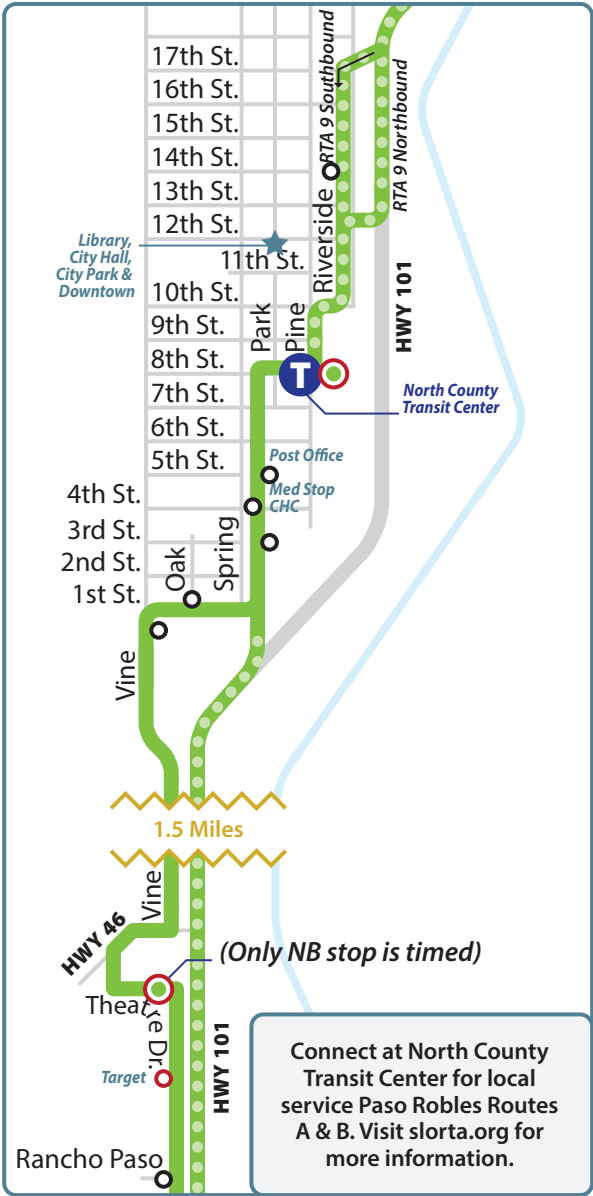 17th St.
16th St.
15th St.
14th St.
13th St.
12th St.
RTA 9 Southbound
RTA 9 Northbound
Riverside
Library,
City Hall,
City Park &
Downtown
11th St.
10th St.
9th St.
8th St.
7th St.
6th St.
5th St.
Park
Pine
HWY 101
T
North County
Transit Center
Post Office
Med Stop
CHC
4th St.
3rd St.
2nd St.
1st St.
Oak
Spring
Vine
1.5 Miles
Vine
HWY 46
(Only NB stop is timed)
Theatre Dr.
HWY 101
Target
Rancho Paso
Connect at North County
Transit Center for local
service Paso Robles Routes
A & B. Visit slorta.org for
more information.